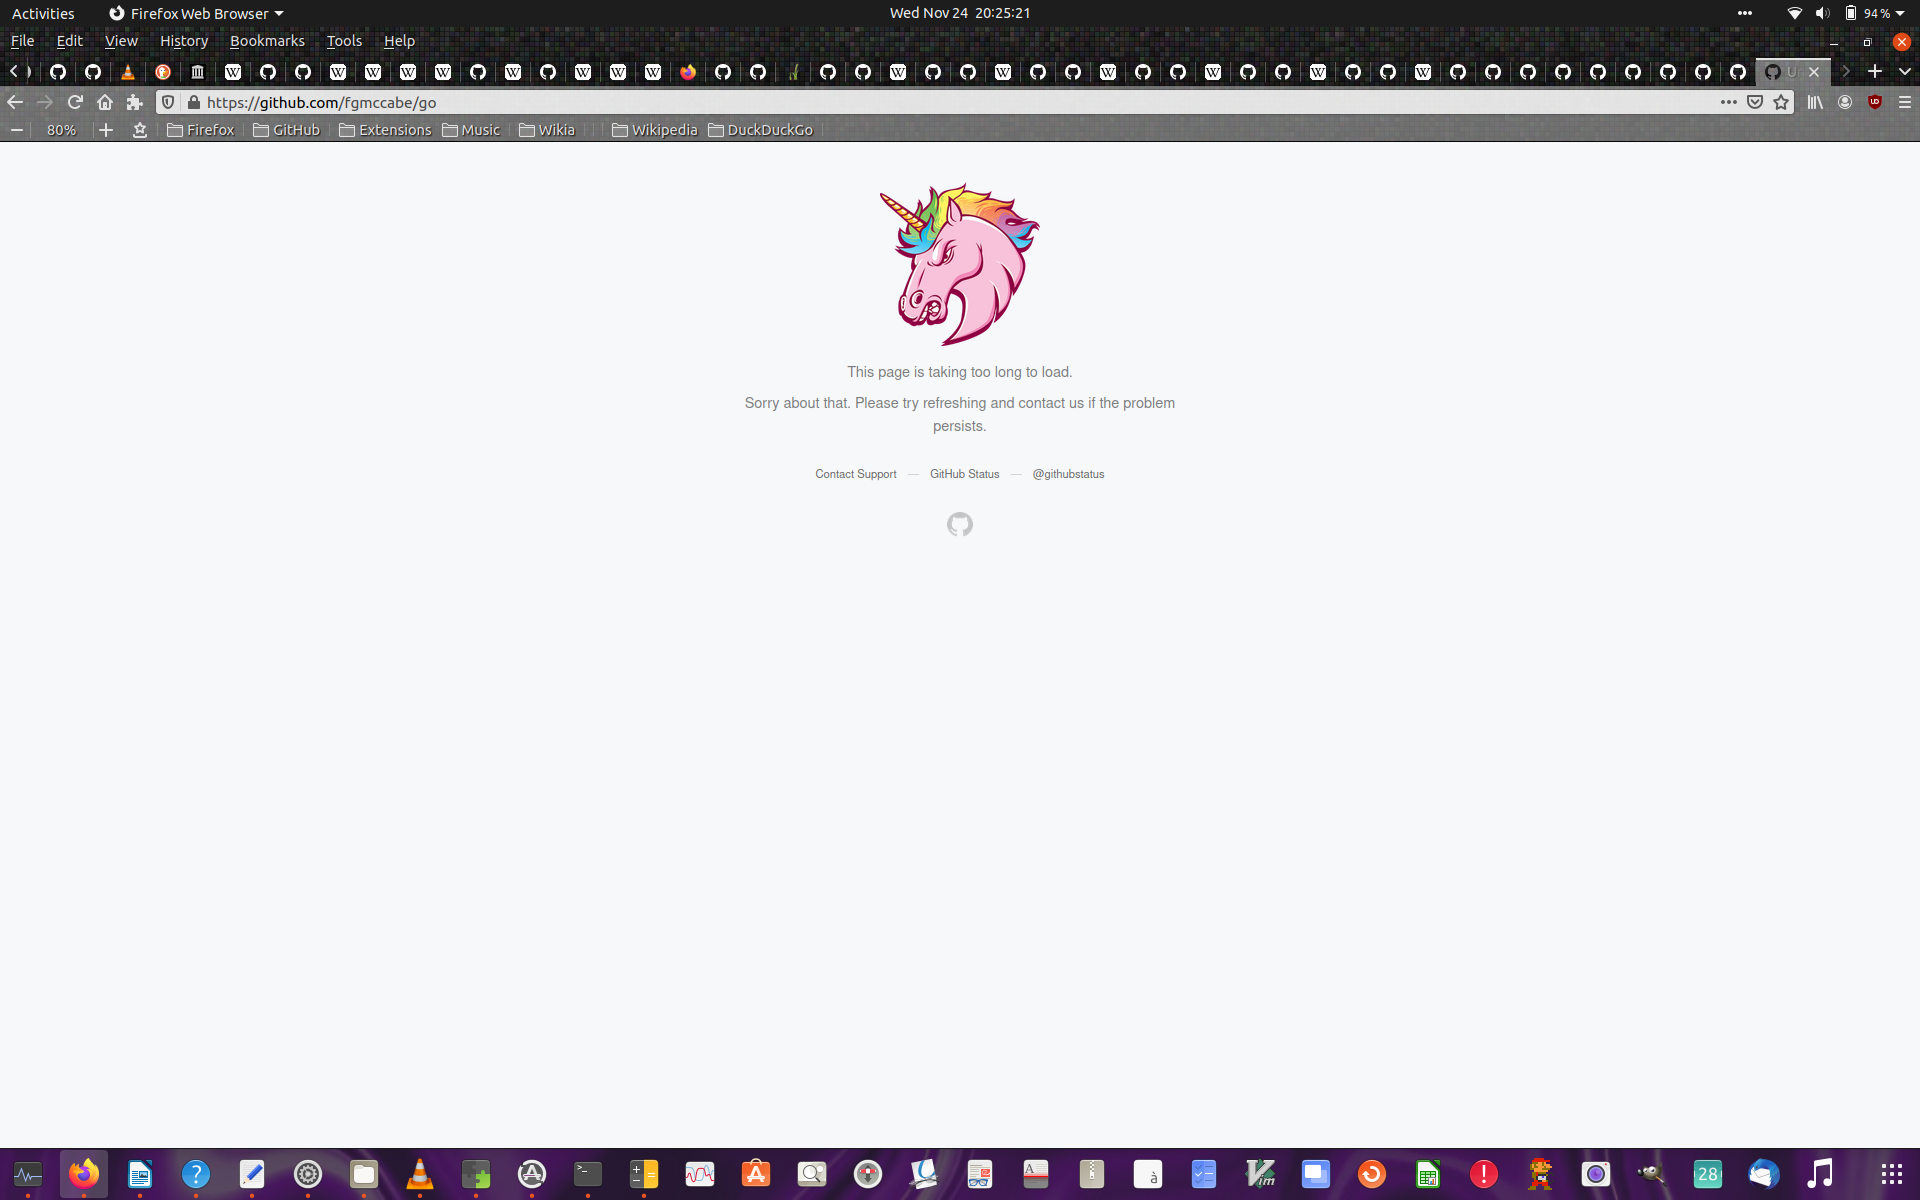 Activities Firefox Web Browser Wed Nov 24 20:25:21 94 %
File Edit View History Bookmarks Tools Help
https://github.com/fgmccabe/go
80% Firefox GitHub Extensions Music Wikia Wikipedia DuckDuckGo
This page is taking too long to load.
Sorry about that. Please try refreshing and contact us if the problem
persists.
Contact Support — GitHub Status — @githubstatus
28